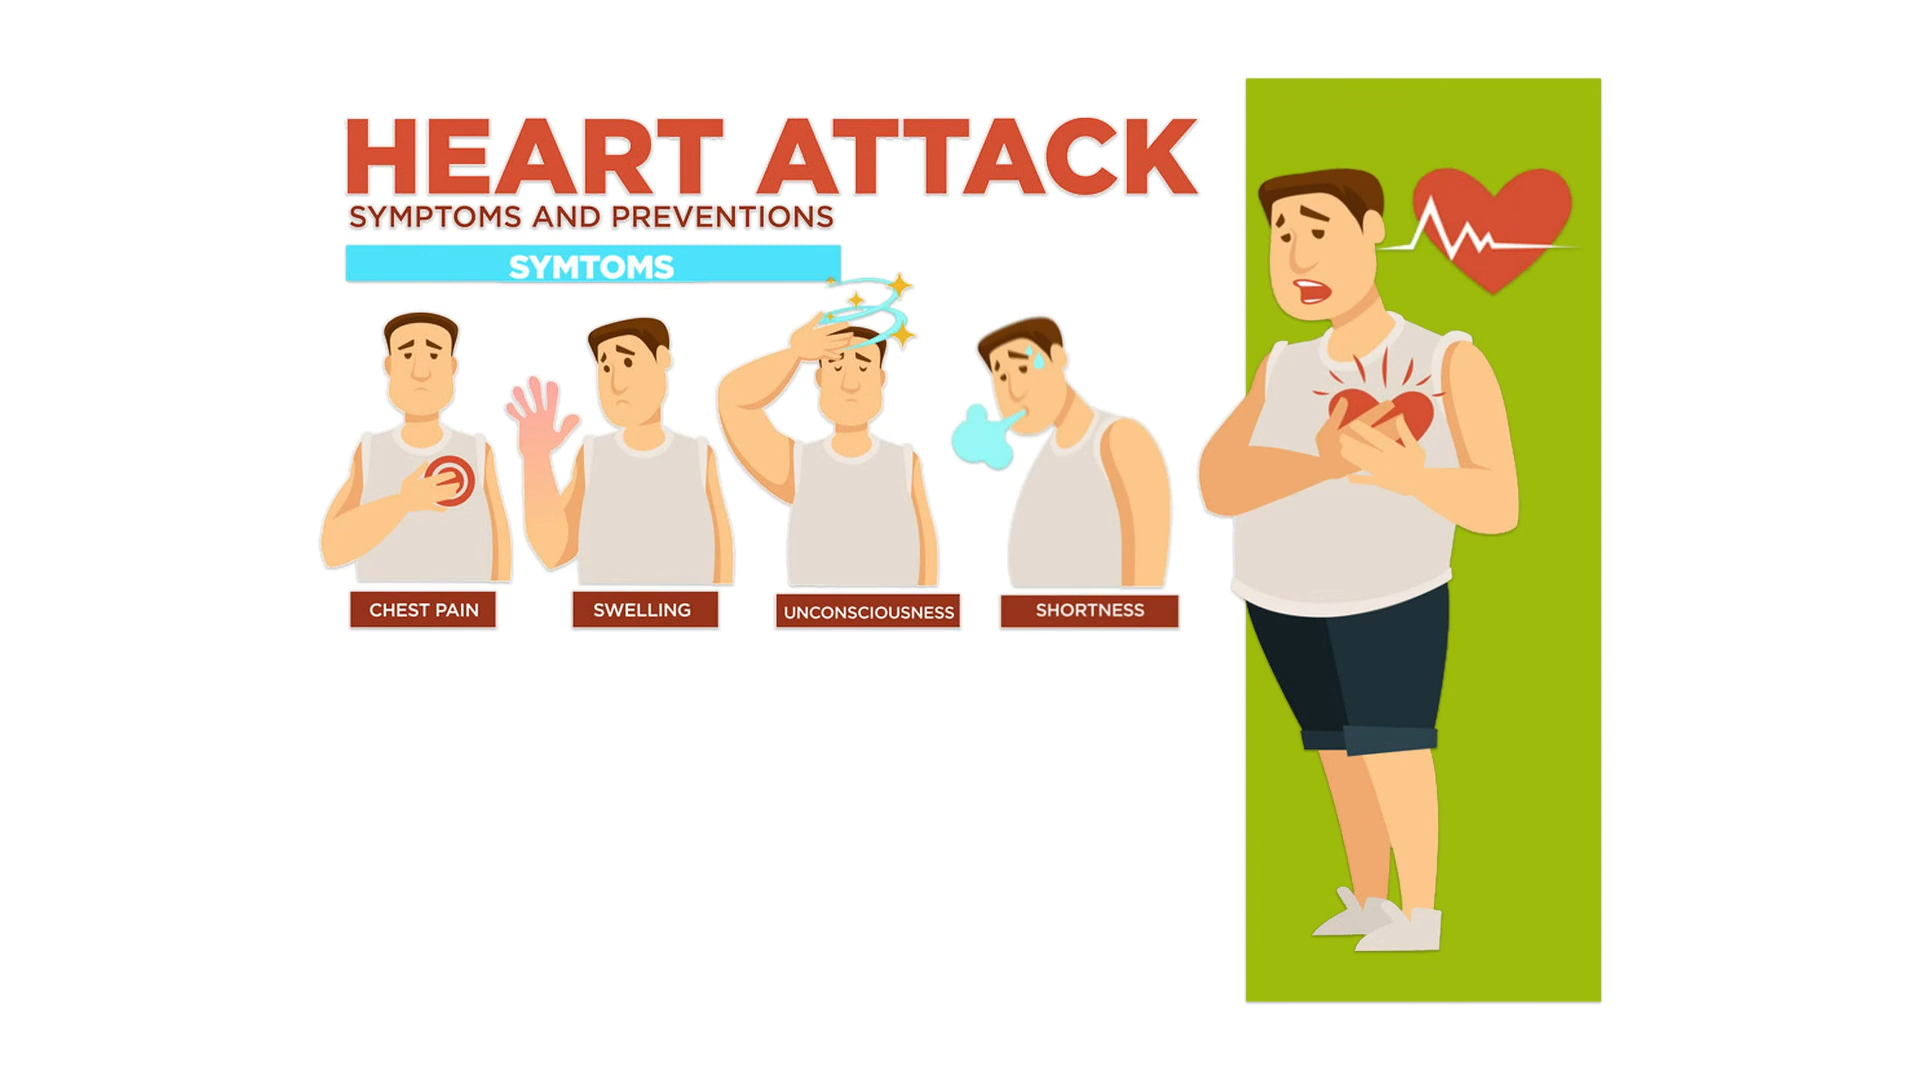 HEART ATTACK
SYMPTOMS AND PREVENTIONS
SYMTOMS
CHEST PAIN
SWELLING
UNCONSCIOUSNESS
SHORTNESS